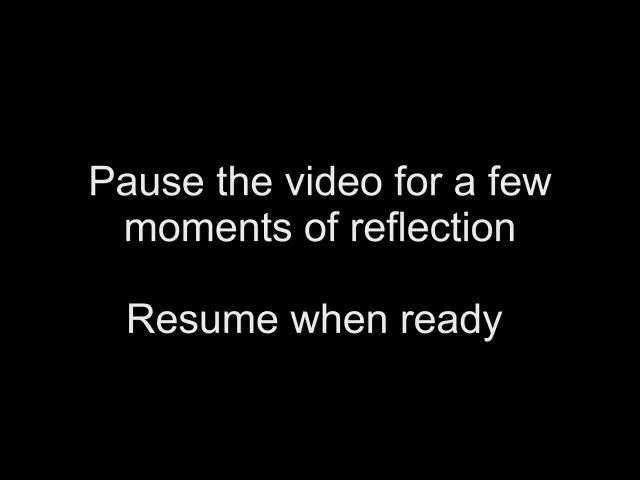 Pause the video for a few
moments of reflection
Resume when ready